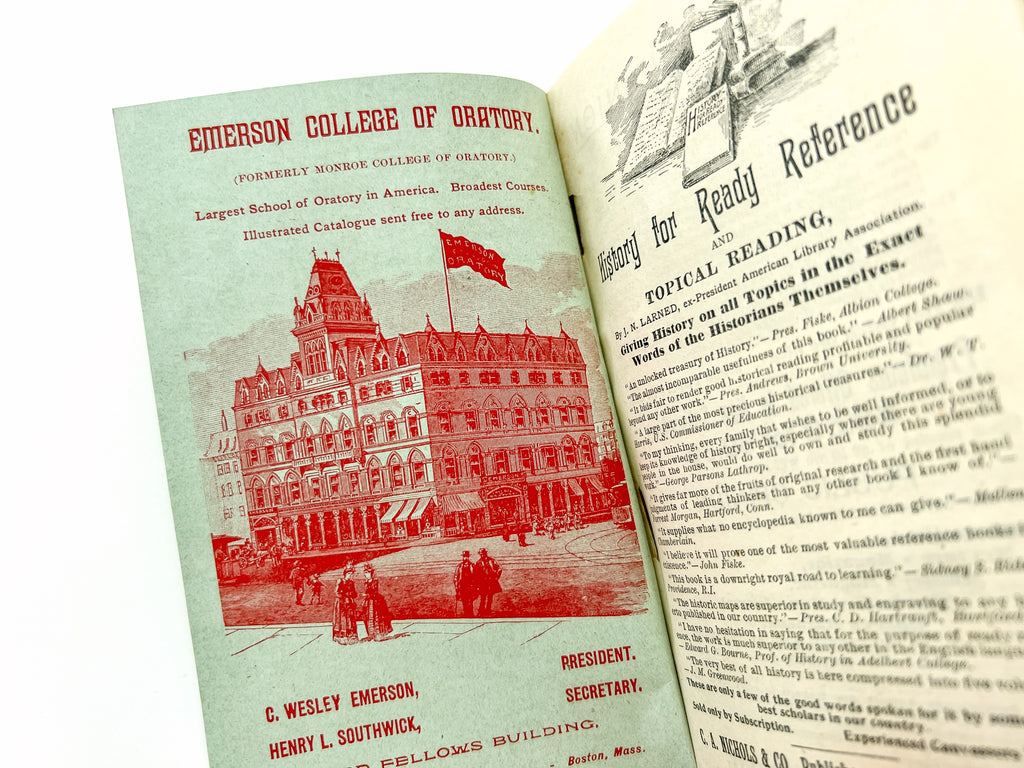 EMERSON COLLEGE OF ORATORY.
(FORMERLY MONROE COLLEGE OF ORATORY.)
Largest School of Oratory in America. Broadest Courses.
Illustrated Catalogue sent free to any address.
EMERSON
ORATORY
C. WESLEY EMERSON, PRESIDENT.
HENRY L. SOUTHWICK, SECRETARY.
FELLOWS BUILDING,
Boston, Mass.
HISTORY
READY
REFERENCE
History for Ready Reference
AND
TOPICAL READING,
By J. N. LARNED, ex-President American Library Association.
Giving History on all Topics in the Exact
Words of the Historians Themselves.
"An unlocked treasury of History."—Pres. Fiske, Albion College.
"The almost incomparable usefulness of this book."—Albert Shaw.
"It bids fair to render good historical reading profitable and popular
beyond any other work."—Pres. Andrews, Brown University.
"A large part of the most precious historical treasures."—Dr. W. T.
Harris, U.S. Commissioner of Education.
"To my thinking, every family that wishes to be well informed, or to
keep its knowledge of history bright, especially where there are young
people in the house, would do well to own and study this splendid
work."—George Parsons Lathrop.
"It gives far more of the fruits of original research and the first hand
judgments of leading thinkers than any other book I know of."—
Forrest Morgan, Hartford, Conn.
"It supplies what no encyclopedia known to me can give."—
Chamberlain.
"I believe it will prove one of the most valuable reference books
existence."—John Fiske.
"This book is a downright royal road to learning."—Sidney S.
Providence, R.I.
"The historic maps are superior in study and engraving to any
published in our country."—Pres. C. D. Hartranft,
"I have no hesitation in saying that for the purpose of
the work is much superior to any other in the English
—Edward G. Bourne, Prof. of History in Adelbert College.
"The very best of all history is here compressed into five
—J. M. Greenwood.
These are only a few of the good words spoken for it by some
best scholars in our country.
Sold only by Subscription. Experienced Canvassers
C. A. NICHOLS & CO.,